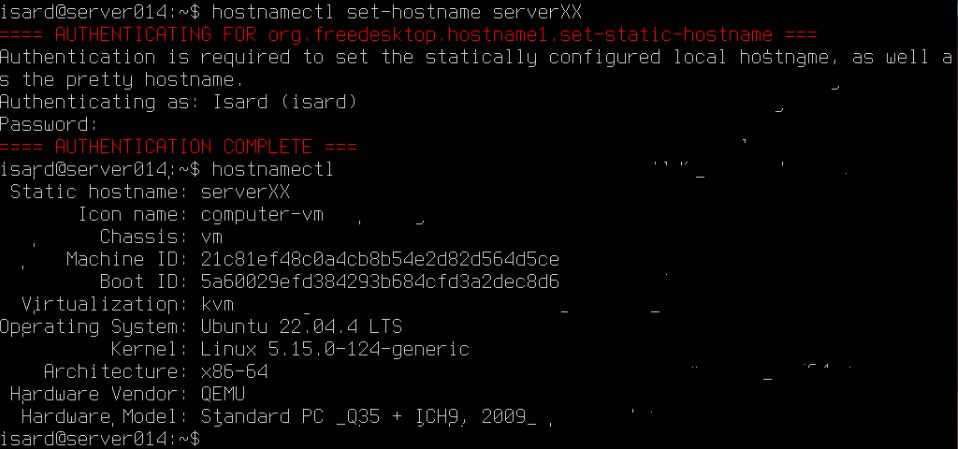 isard@server014:~$ hostnamectl set-hostname serverXX
==== AUTHENTICATING FOR org.freedesktop.hostname1.set-static-hostname ===
Authentication is required to set the statically configured local hostname, as well a
s the pretty hostname.
Authenticating as: Isard (isard)
Password:
==== AUTHENTICATION COMPLETE ===
isard@server014:~$ hostnamectl
Static hostname: serverXX
Icon name: computer-vm
Chassis: vm
Machine ID: 21c81ef48c0a4cb8b54e2d82d564d5ce
Boot ID: 5a60029efd384293b684cfd3a2dec8d6
Virtualization: kvm
Operating System: Ubuntu 22.04.4 LTS
Kernel: Linux 5.15.0-124-generic
Architecture: x86-64
Hardware Vendor: QEMU
Hardware Model: Standard PC _Q35 + ICH9, 2009_
isard@server014:~$